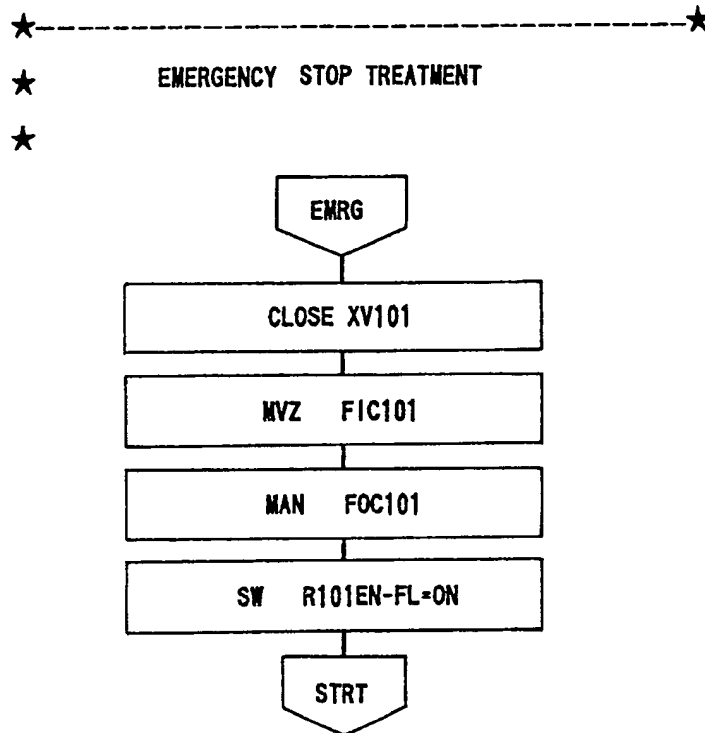 EMERGENCY STOP TREATMENT
EMRG
CLOSE XV101
MVZ FIC101
MAN FOC101
SW R101EN-FL=ON
STRT